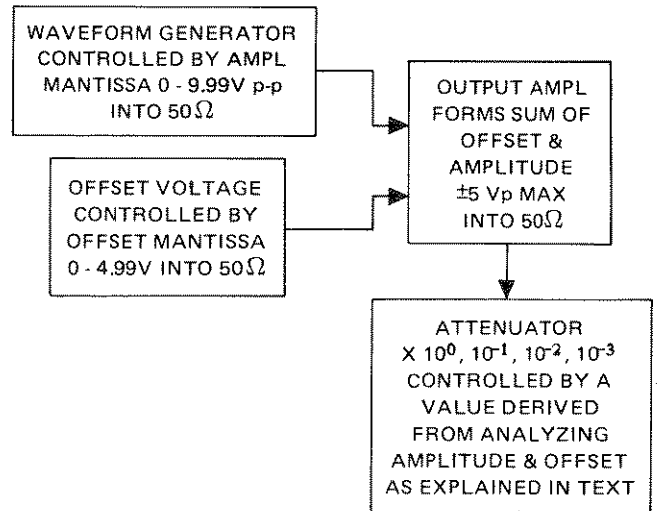 WAVEFORM GENERATOR
CONTROLLED BY AMPL
MANTISSA 0 - 9.99V p-p
INTO 50Ω
OFFSET VOLTAGE
CONTROLLED BY
OFFSET MANTISSA
0 - 4.99V INTO 50Ω
OUTPUT AMPL
FORMS SUM OF
OFFSET &
AMPLITUDE
±5 Vp MAX
INTO 50Ω
ATTENUATOR
X 10⁰, 10⁻¹, 10⁻², 10⁻³
CONTROLLED BY A
VALUE DERIVED
FROM ANALYZING
AMPLITUDE & OFFSET
AS EXPLAINED IN TEXT